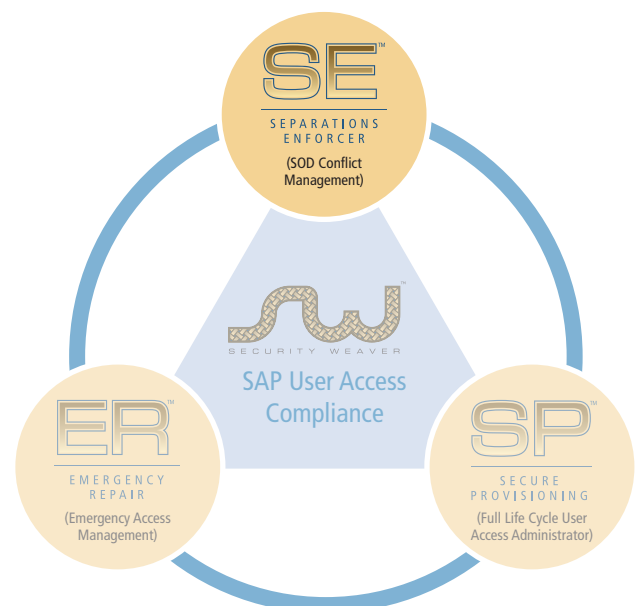 SE™
SEPARATIONS
ENFORCER
(SOD Conflict
Management)
sw™
SECURITY WEAVER
SAP User Access
Compliance
ER™
EMERGENCY
REPAIR
(Emergency Access
Management)
SP™
SECURE
PROVISIONING
(Full Life Cycle User
Access Administrator)